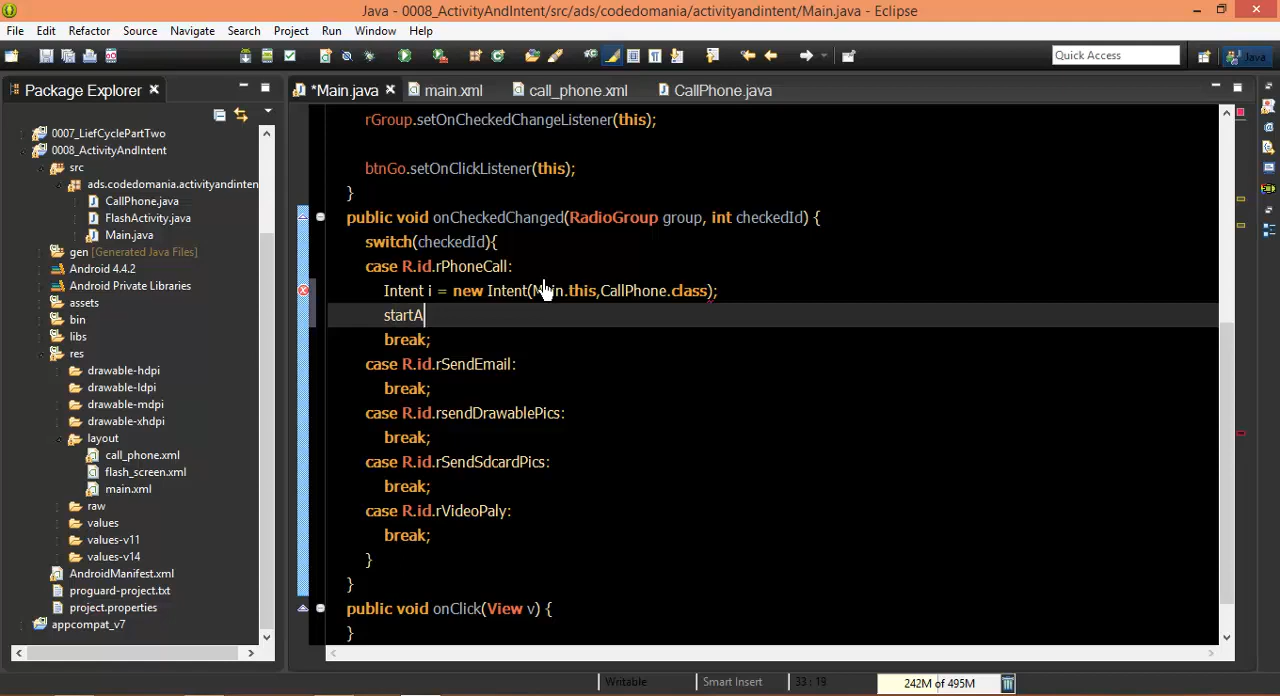 Java - 0008_ActivityAndIntent/src/ads/codedomania/activityandintent/Main.java - Eclipse
File Edit Refactor Source Navigate Search Project Run Window Help
Quick Access
Java
Package Explorer
*Main.java main.xml call_phone.xml CallPhone.java
0007_LiefCyclePartTwo
0008_ActivityAndIntent
src
ads.codedomania.activityandinten
CallPhone.java
FlashActivity.java
Main.java
gen [Generated Java Files]
Android 4.4.2
Android Private Libraries
assets
bin
libs
res
drawable-hdpi
drawable-ldpi
drawable-mdpi
drawable-xhdpi
layout
call_phone.xml
flash_screen.xml
main.xml
raw
values
values-v11
values-v14
AndroidManifest.xml
proguard-project.txt
project.properties
appcompat_v7
rGroup.setOnCheckedChangeListener(this);
btnGo.setOnClickListener(this);
}
public void onCheckedChanged(RadioGroup group, int checkedId) {
switch(checkedId){
case R.id.rPhoneCall:
Intent i = new Intent(Main.this,CallPhone.class);
startA
break;
case R.id.rSendEmail:
break;
case R.id.rsendDrawablePics:
break;
case R.id.rSendSdcardPics:
break;
case R.id.rVideoPaly:
break;
}
}
public void onClick(View v) {
}
Writable Smart Insert 33 : 19 242M of 495M